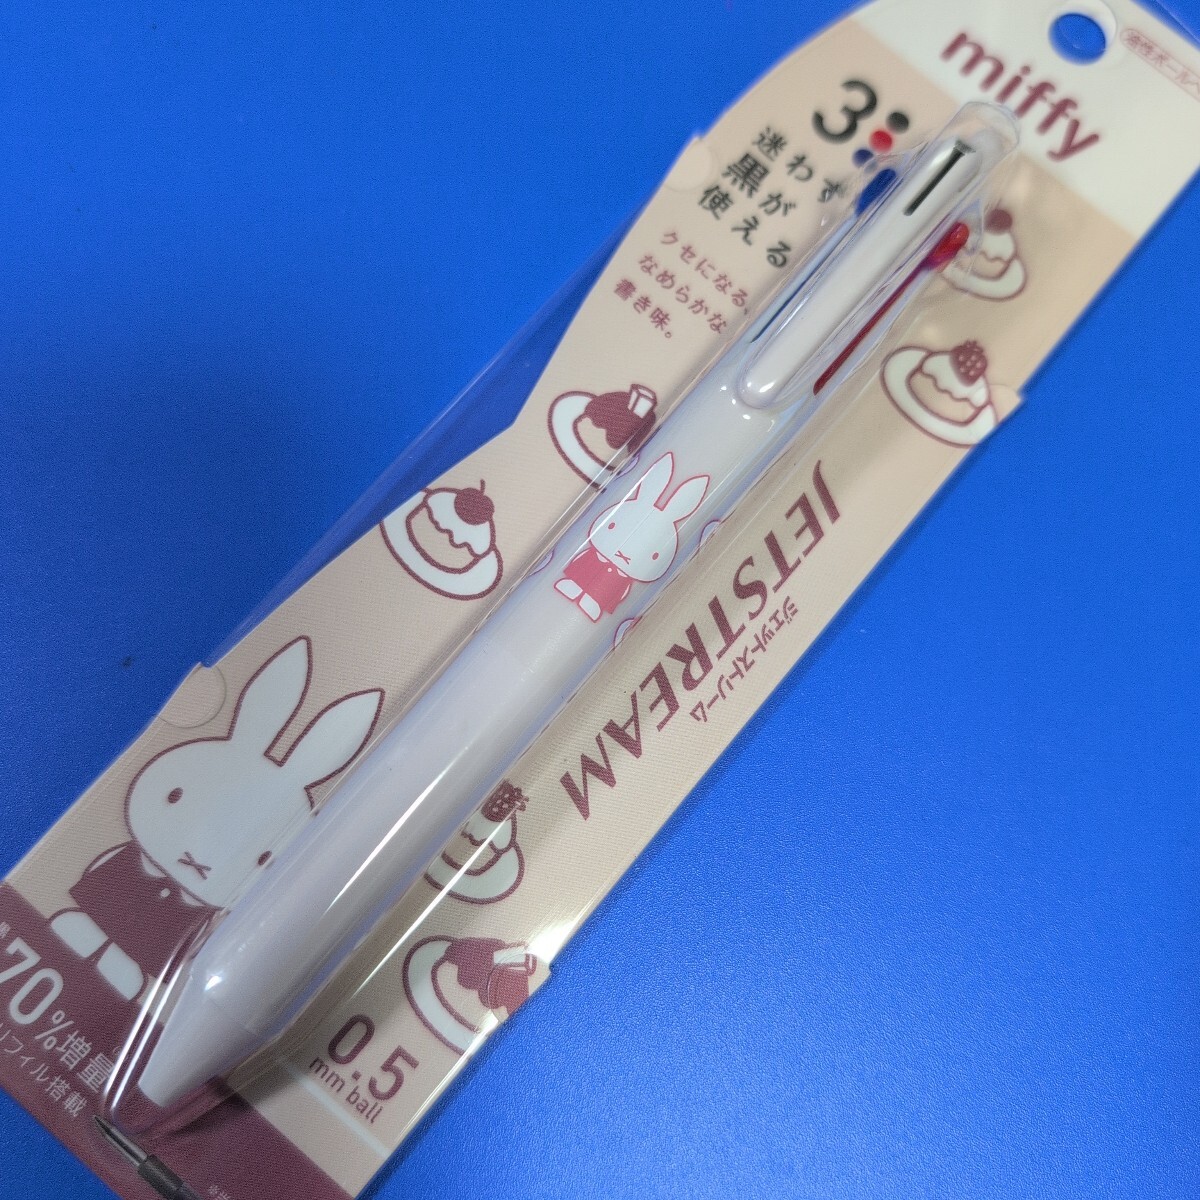 miffy
3
迷わず
黒が
使える
クセになる、
なめらかな
書き味。
JETSTREAM
ジェットストリーム
70%増量
リフィル搭載
0.5
mm ball